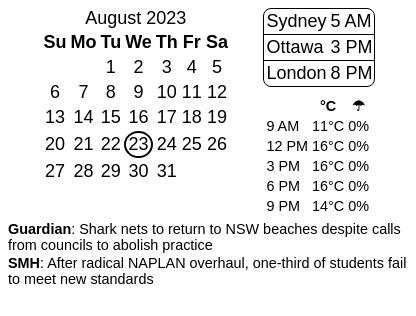 August 2023
Su Mo Tu We Th Fr Sa
1 2 3 4 5
6 7 8 9 10 11 12
13 14 15 16 17 18 19
20 21 22 23 24 25 26
27 28 29 30 31
Sydney 5 AM
Ottawa 3 PM
London 8 PM
°C ☂
9 AM 11°C 0%
12 PM 16°C 0%
3 PM 16°C 0%
6 PM 16°C 0%
9 PM 14°C 0%
Guardian: Shark nets to return to NSW beaches despite calls
from councils to abolish practice
SMH: After radical NAPLAN overhaul, one-third of students fail
to meet new standards